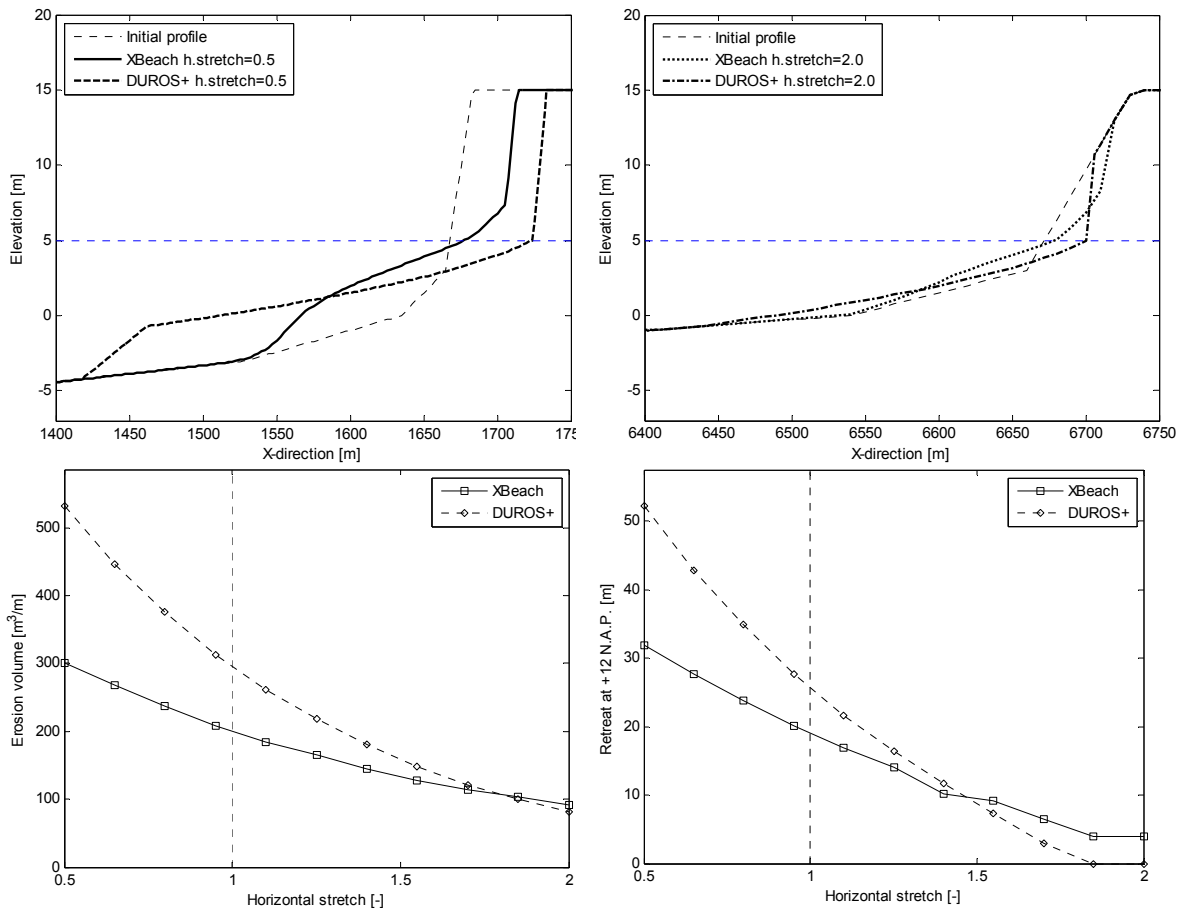 20
15
10
5
0
-5
Elevation [m]
Initial profile
XBeach h.stretch=0.5
DUROS+ h.stretch=0.5
1400 1450 1500 1550 1600 1650 1700
X-direction [m]
20
15
10
5
0
-5
Elevation [m]
Initial profile
XBeach h.stretch=2.0
DUROS+ h.stretch=2.0
6400 6450 6500 6550 6600 6650 6700 6750
X-direction [m]
500
400
300
200
100
0
Erosion volume [m³/m]
XBeach
DUROS+
0.5 1 1.5 2
Horizontal stretch [-]
50
40
30
20
10
0
Retreat at +12 N.A.P. [m]
XBeach
DUROS+
0.5 1 1.5 2
Horizontal stretch [-]